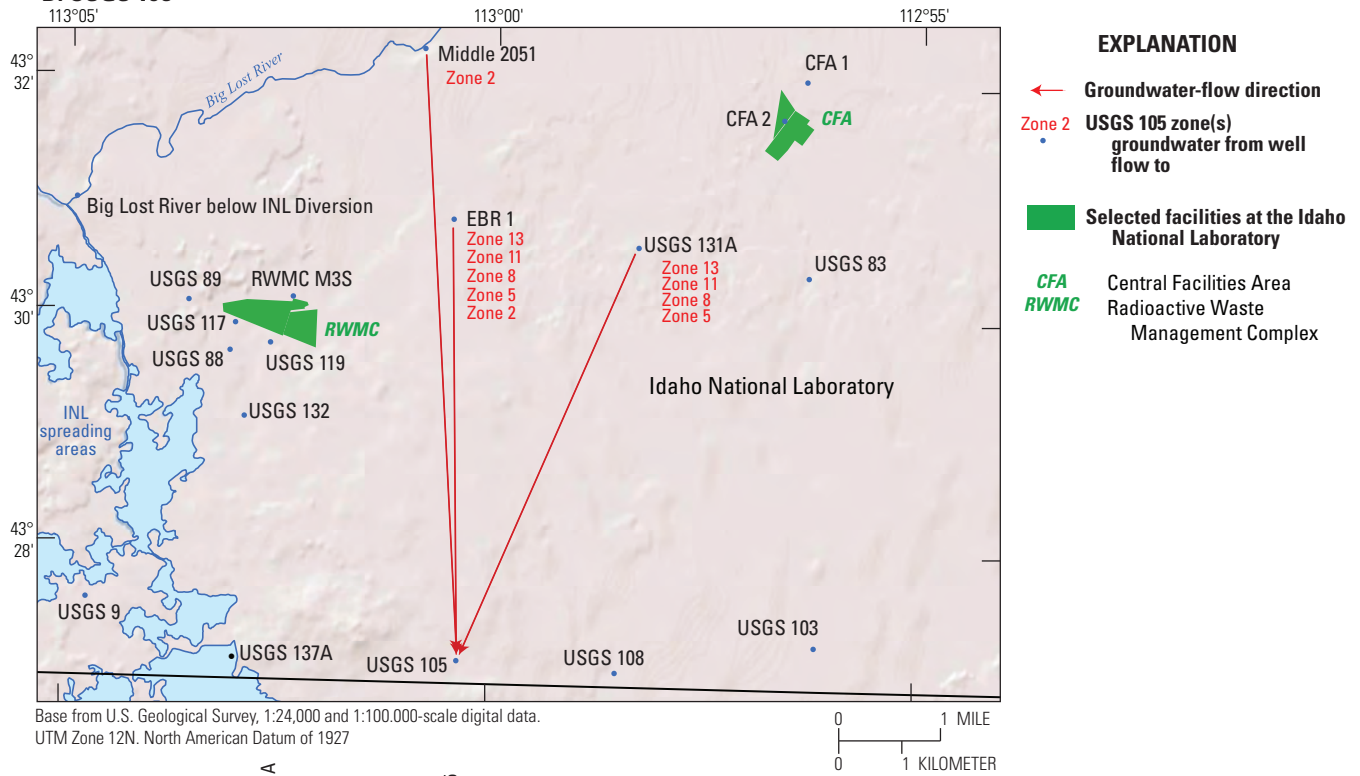 113°05'
113°00'
112°55'
43°
32'
Middle 2051
Zone 2
Big Lost River
CFA 1
CFA 2
CFA
Big Lost River below INL Diversion
EBR 1
Zone 13
Zone 11
Zone 8
Zone 5
Zone 2
USGS 131A
Zone 13
Zone 11
Zone 8
Zone 5
USGS 83
USGS 89
RWMC M3S
43°
30'
USGS 117
RWMC
USGS 88
USGS 119
Idaho National Laboratory
USGS 132
INL
spreading
areas
43°
28'
USGS 9
USGS 103
USGS 137A
USGS 105
USGS 108
EXPLANATION
Groundwater-flow direction
Zone 2 USGS 105 zone(s)
groundwater from well
flow to
Selected facilities at the Idaho
National Laboratory
CFA Central Facilities Area
RWMC Radioactive Waste
Management Complex
Base from U.S. Geological Survey, 1:24,000 and 1:100.000-scale digital data.
UTM Zone 12N. North American Datum of 1927
0 1 MILE
0 1 KILOMETER